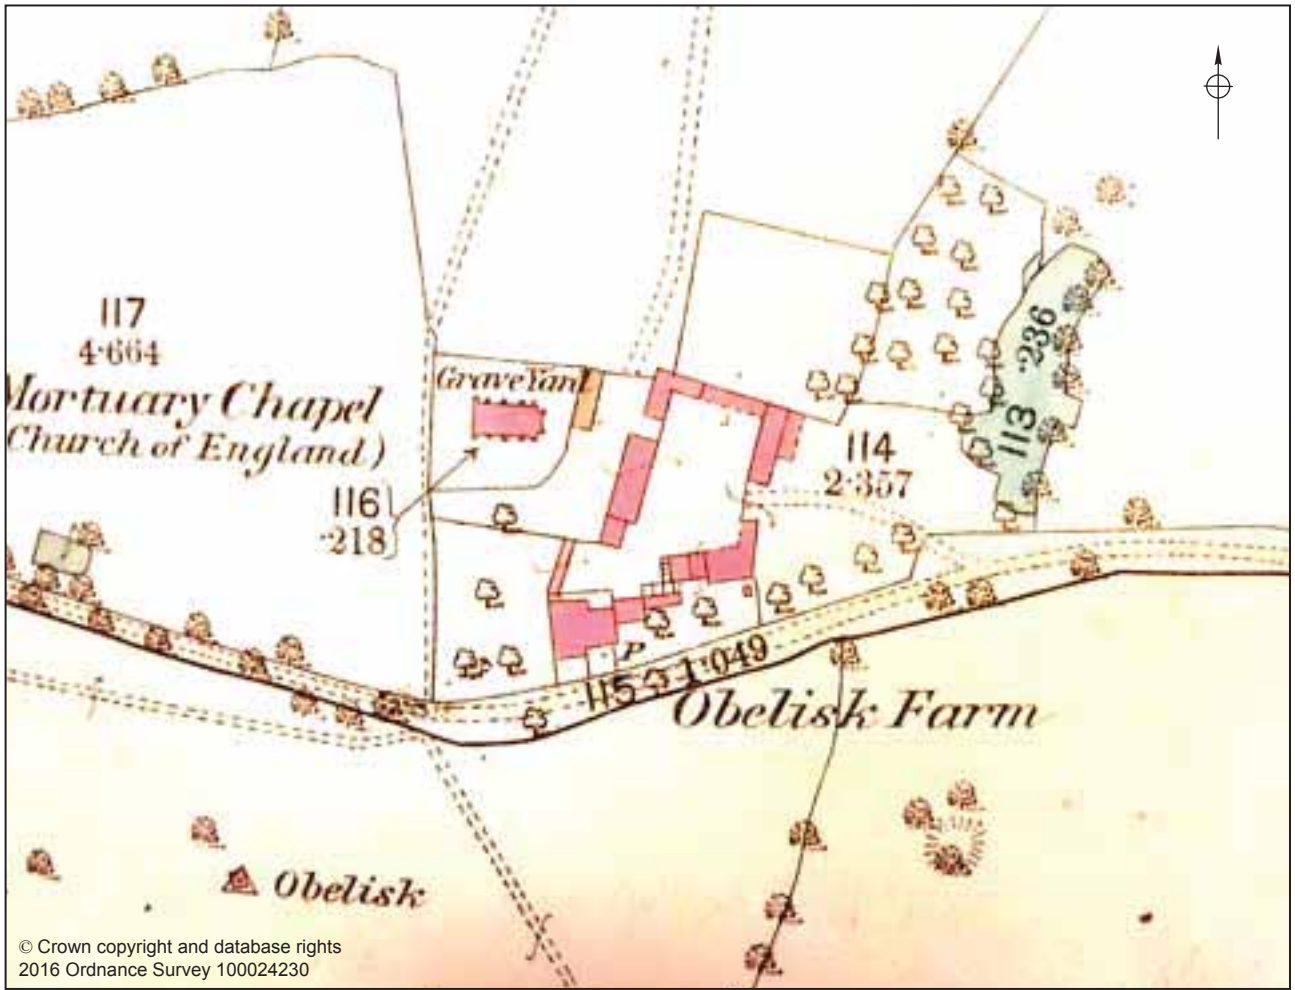 117
4·664
Mortuary Chapel
(Church of England)
Grave Yard
116
·218
114
2·357
113 ·236
P
115 1·049
Obelisk Farm
Obelisk
© Crown copyright and database rights
2016 Ordnance Survey 100024230